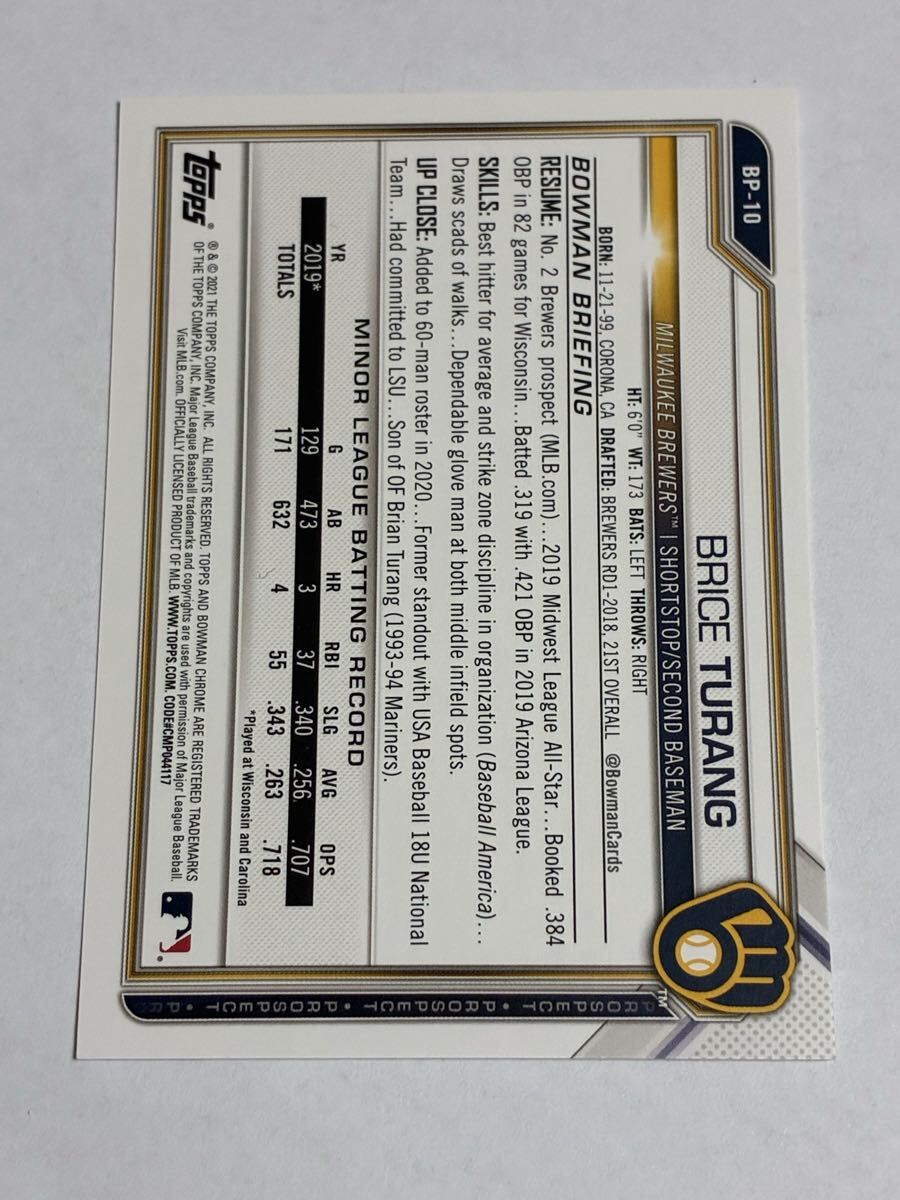 BP-10
BRICE TURANG
MILWAUKEE BREWERS™ | SHORTSTOP/SECOND BASEMAN
HT: 6'0" WT: 173 BATS: LEFT THROWS: RIGHT
BORN: 11-21-99, CORONA, CA DRAFTED: BREWERS RD1-2018, 21ST OVERALL @BowmanCards
BOWMAN BRIEFING
RESUME: No. 2 Brewers prospect (MLB.com)...2019 Midwest League All-Star...Booked .384
OBP in 82 games for Wisconsin...Batted .319 with .421 OBP in 2019 Arizona League.
SKILLS: Best hitter for average and strike zone discipline in organization (Baseball America)...
Draws scads of walks...Dependable glove man at both middle infield spots.
UP CLOSE: Added to 60-man roster in 2020...Former standout with USA Baseball 18U National
Team...Had committed to LSU...Son of OF Brian Turang (1993-94 Mariners).
MINOR LEAGUE BATTING RECORD
YR G AB HR RBI SLG AVG OPS
2019* 129 473 3 37 .340 .256 .707
TOTALS 171 632 4 55 .343 .263 .718
*Played at Wisconsin and Carolina
topps®
® & © 2021 THE TOPPS COMPANY, INC. ALL RIGHTS RESERVED. TOPPS AND BOWMAN CHROME ARE REGISTERED TRADEMARKS
OF THE TOPPS COMPANY, INC. Major League Baseball trademarks and copyrights are used with permission of Major League Baseball.
Visit MLB.com. OFFICIALLY LICENSED PRODUCT OF MLB. WWW.TOPPS.COM. CODE#CMP044117
PROSPECT • PROSPECT • PROSPECT • PR
TM